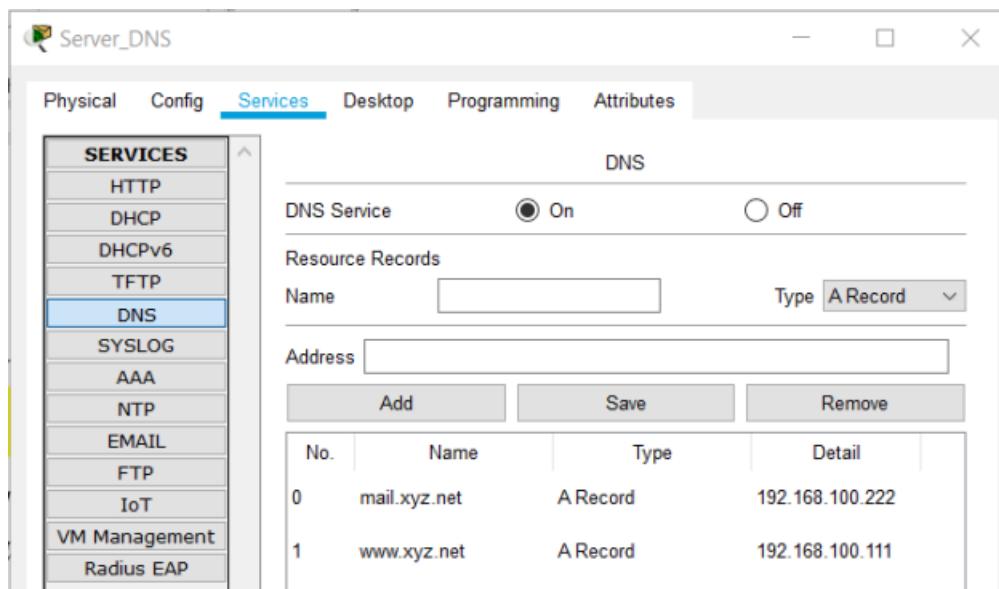 Server_DNS
Physical Config Services Desktop Programming Attributes
SERVICES
HTTP
DHCP
DHCPv6
TFTP
DNS
SYSLOG
AAA
NTP
EMAIL
FTP
IoT
VM Management
Radius EAP
DNS
DNS Service On Off
Resource Records
Name Type A Record
Address
Add Save Remove
No. Name Type Detail
0 mail.xyz.net A Record 192.168.100.222
1 www.xyz.net A Record 192.168.100.111